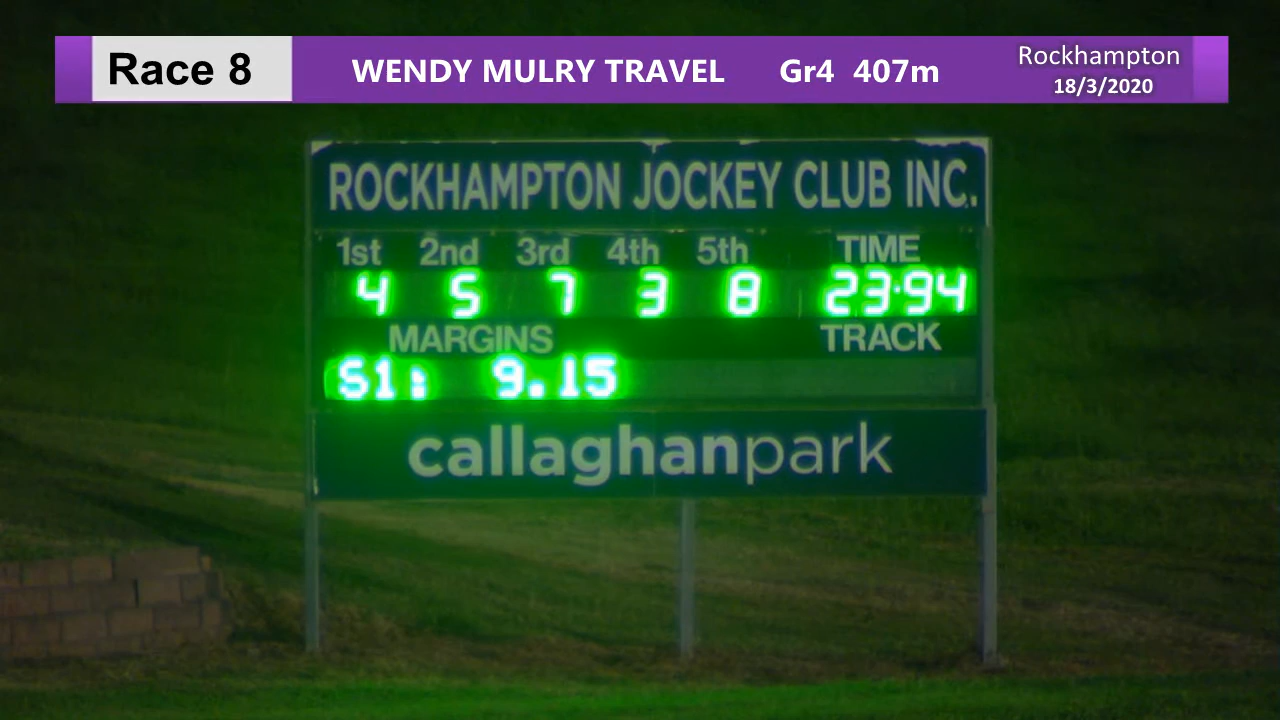 Race 8 WENDY MULRY TRAVEL Gr4 407m Rockhampton
18/3/2020
ROCKHAMPTON JOCKEY CLUB INC.
1st 2nd 3rd 4th 5th TIME
4 5 7 3 8 23.94
MARGINS TRACK
S1: 9.15
callaghanpark